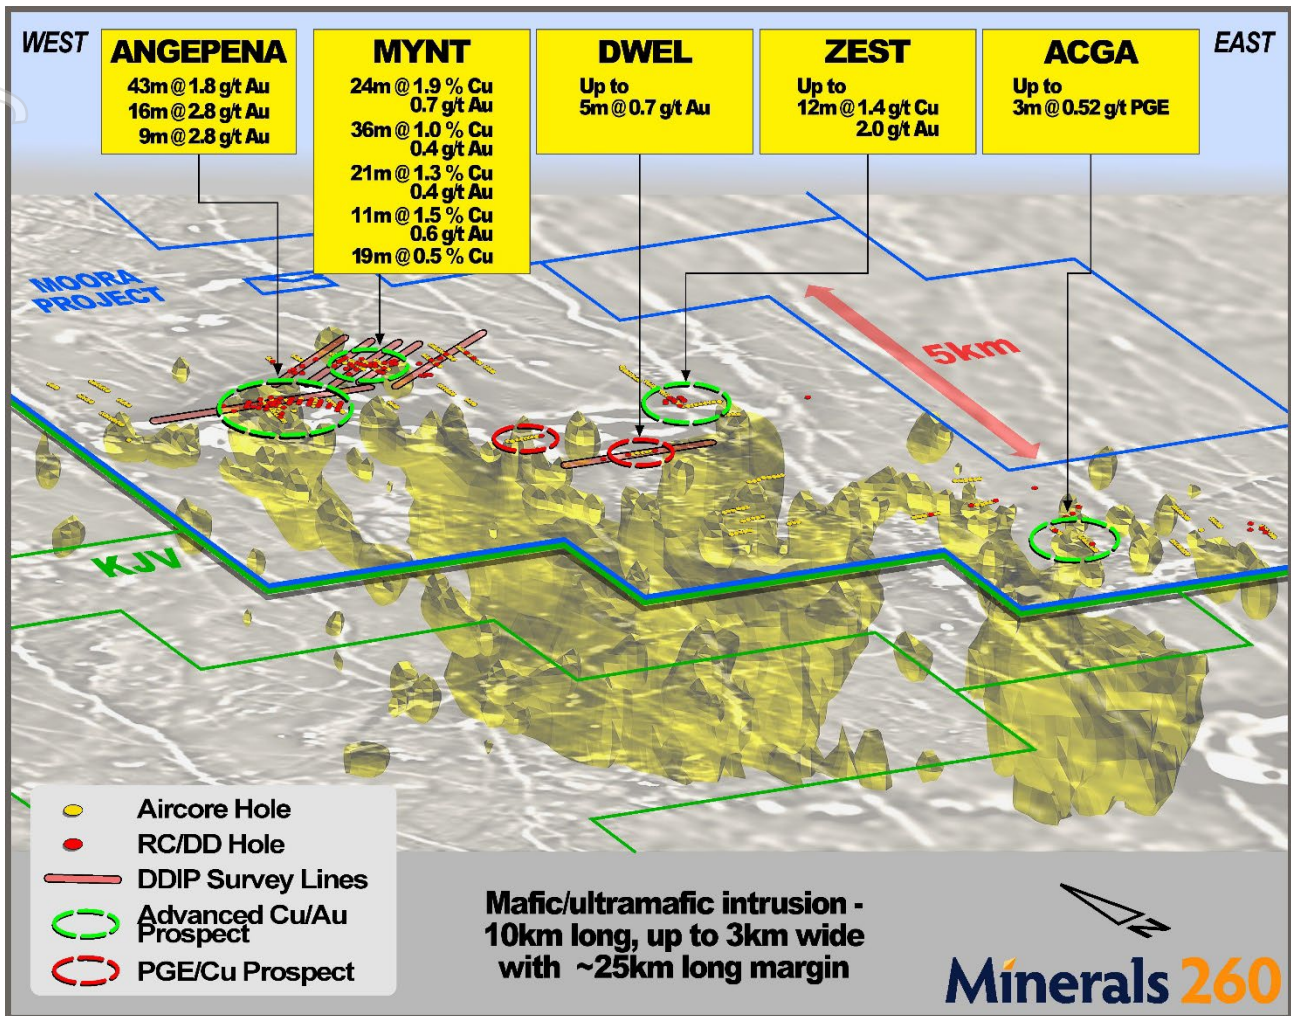 WEST
EAST
ANGEPENA
43m @ 1.8 g/t Au
16m @ 2.8 g/t Au
9m @ 2.8 g/t Au
MYNT
24m @ 1.9 % Cu
0.7 g/t Au
36m @ 1.0 % Cu
0.4 g/t Au
21m @ 1.3 % Cu
0.4 g/t Au
11m @ 1.5 % Cu
0.6 g/t Au
19m @ 0.5 % Cu
DWEL
Up to
5m @ 0.7 g/t Au
ZEST
Up to
12m @ 1.4 g/t Cu
2.0 g/t Au
ACGA
Up to
3m @ 0.52 g/t PGE
MOORA
PROJECT
5km
KJV
Aircore Hole
RC/DD Hole
DDIP Survey Lines
Advanced Cu/Au
Prospect
PGE/Cu Prospect
Mafic/ultramafic intrusion -
10km long, up to 3km wide
with ~25km long margin
N
Minerals 260